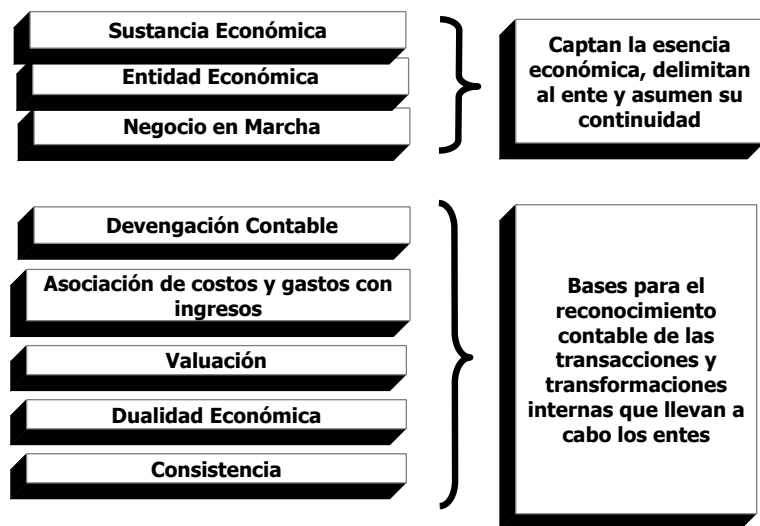 Sustancia Económica
Entidad Económica
Negocio en Marcha
Captan la esencia
económica, delimitan
al ente y asumen su
continuidad
Devengación Contable
Asociación de costos y gastos con
ingresos
Valuación
Dualidad Económica
Consistencia
Bases para el
reconocimiento
contable de las
transacciones y
transformaciones
internas que llevan a
cabo los entes